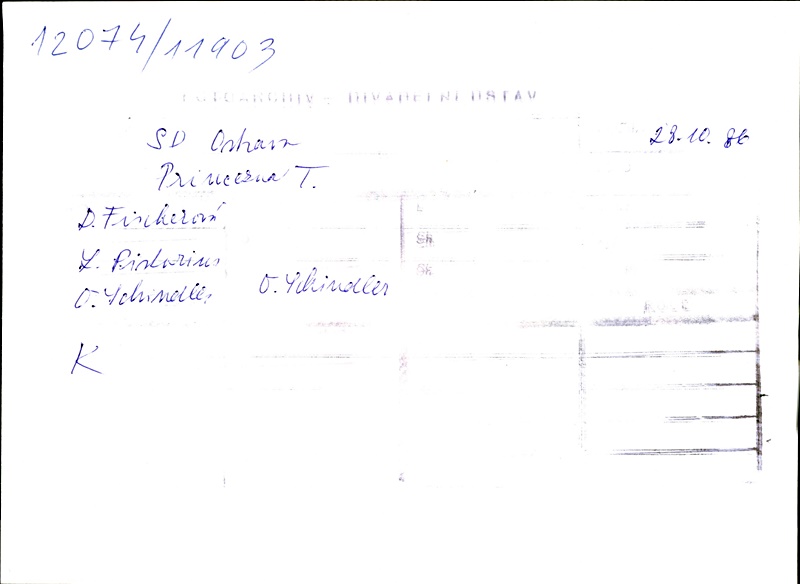 12074/11903
FOTOARCHIV - DIVADELNÍ ÚSTAV
SD Ostrava 28.10.86
Princezna T.
D. Fischerová
L. Pistorius
O. Schindler O. Schindler
K